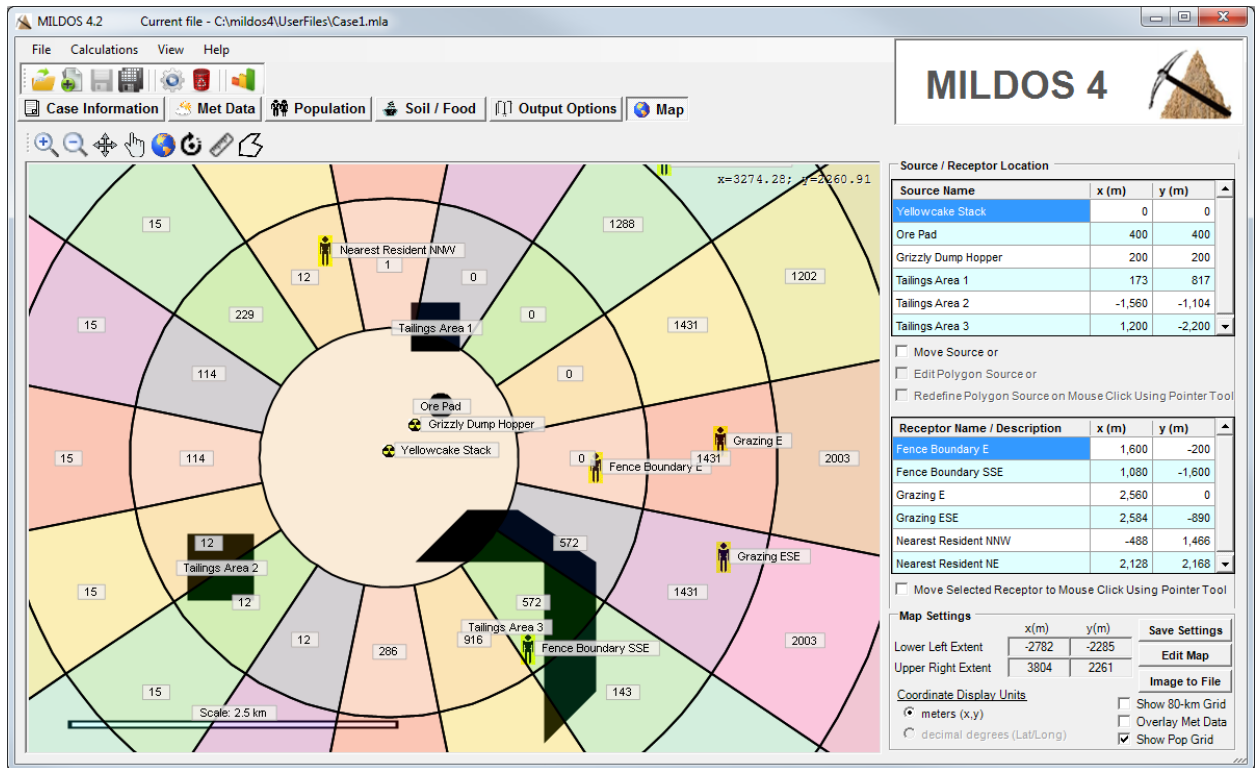 MILDOS 4.2 Current file - C:\mildos4\UserFiles\Case1.mla
File Calculations View Help
MILDOS 4
Case Information Met Data Population Soil / Food Output Options Map
x=3274.28; y=2260.91
15
1288
Nearest Resident NNW
1
12
0
1202
229
0
15
Tailings Area 1
1431
114
0
Ore Pad
Grizzly Dump Hopper
Yellowcake Stack
Grazing E
15
114
0
Fence Boundary E
1431
2003
12
572
Tailings Area 2
Grazing ESE
15
12
572
1431
Tailings Area 3
12
286
916
Fence Boundary SSE
2003
15
143
Scale: 2.5 km
Source / Receptor Location
Source Name x (m) y (m)
Yellowcake Stack 0 0
Ore Pad 400 400
Grizzly Dump Hopper 200 200
Tailings Area 1 173 817
Tailings Area 2 -1,560 -1,104
Tailings Area 3 1,200 -2,200
Move Source or
Edit Polygon Source or
Redefine Polygon Source on Mouse Click Using Pointer Tool
Receptor Name / Description x (m) y (m)
Fence Boundary E 1,600 -200
Fence Boundary SSE 1,080 -1,600
Grazing E 2,560 0
Grazing ESE 2,584 -890
Nearest Resident NNW -488 1,466
Nearest Resident NE 2,128 2,168
Move Selected Receptor to Mouse Click Using Pointer Tool
Map Settings
x(m) y(m)
Lower Left Extent -2782 -2285
Upper Right Extent 3804 2261
Save Settings
Edit Map
Image to File
Coordinate Display Units
meters (x,y)
decimal degrees (Lat/Long)
Show 80-km Grid
Overlay Met Data
Show Pop Grid